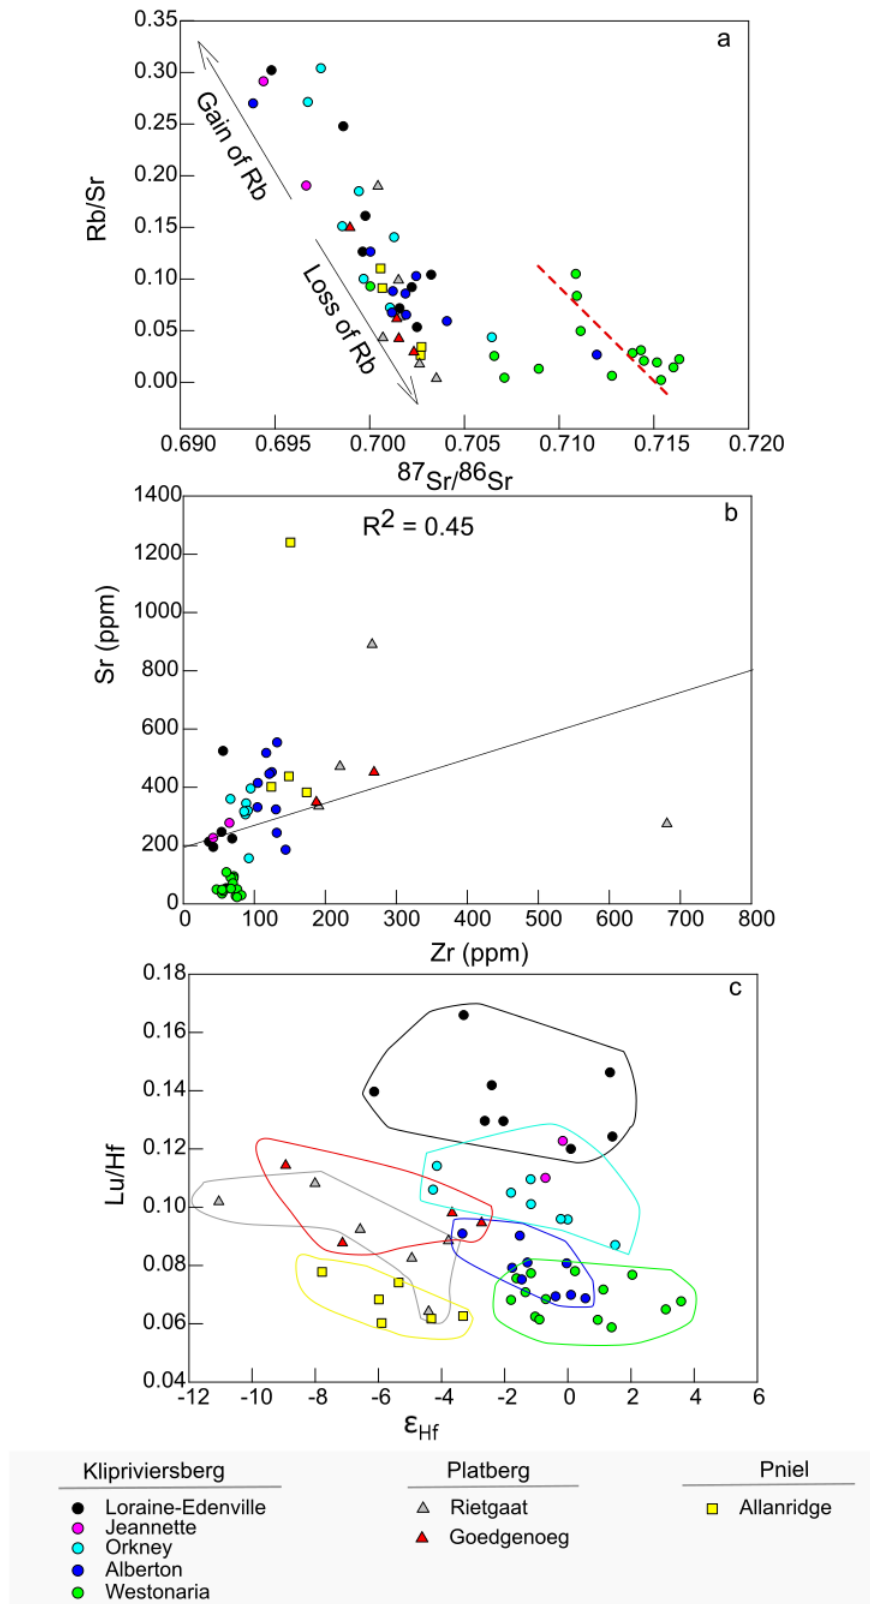 a
0.35
0.30
0.25
0.20
0.15
0.10
0.05
0.00
Rb/Sr
Gain of Rb
Loss of Rb
0.690 0.695 0.700 0.705 0.710 0.715 0.720
87Sr/86Sr
b
R2 = 0.45
1400
1200
1000
800
600
400
200
0
Sr (ppm)
0 100 200 300 400 500 600 700 800
Zr (ppm)
c
0.18
0.16
0.14
0.12
0.10
0.08
0.06
0.04
Lu/Hf
-12 -10 -8 -6 -4 -2 0 2 4 6
εHf
Klipriviersberg
Loraine-Edenville
Jeannette
Orkney
Alberton
Westonaria
Platberg
Rietgaat
Goedgenoeg
Pniel
Allanridge